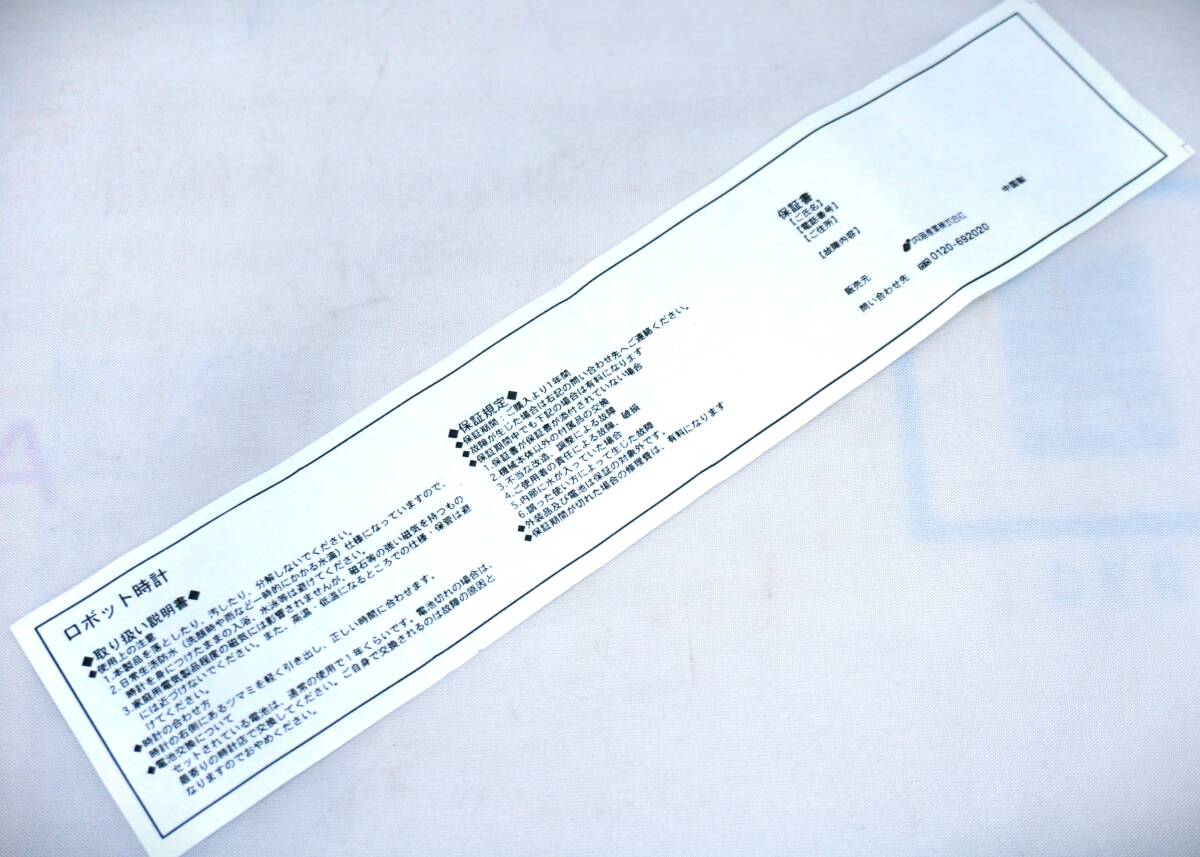 ロボット時計
◆取り扱い説明書◆
◆使用上の注意
1.本製品を落としたり、汚したり、分解しないでください。
2.日常生活防水（洗顔時や雨など一時的にかかる水滴）仕様になっていますので、
時計を身につけたままの入浴、水泳等は避けてください。
3.家庭用電気製品程度の磁気には影響されませんが、磁石等の強い磁気を持つもの
には近づけないでください。また、高温・低温になるところでの仕様・保管は避
けてください。
◆時計の合わせ方
時計の右側にあるツマミを軽く引き出し、正しい時間に合わせます。
◆電池交換について
セットされている電池は、通常の使用で1年くらいです。電池切れの場合は、
最寄りの時計店で交換してください。ご自身で交換されるのは故障の原因と
なりますのでおやめください。
◆保証規定◆
◆保証期間：ご購入より1年間
◆故障が生じた場合は右記の問い合わせ先へご連絡ください。
◆保証期間中でも下記の場合は有料になります
1.保証書が保証書が添付されていない場合
2.機械本体以外の付属品の交換
3.不当な改造、調整による故障
4.ご使用者の責任による故障、破損
5.内部に水が入っていた場合
6.誤った使い方によって生じた故障
◆外装品及び電池は保証の対象外です。
◆保証期間が切れた場合の修理費は、有料になります
保証書
【ご氏名】
【電話番号】
【ご住所】
【故障内容】
販売元 内海産業株式会社
問い合わせ先 0120-692020
中国製